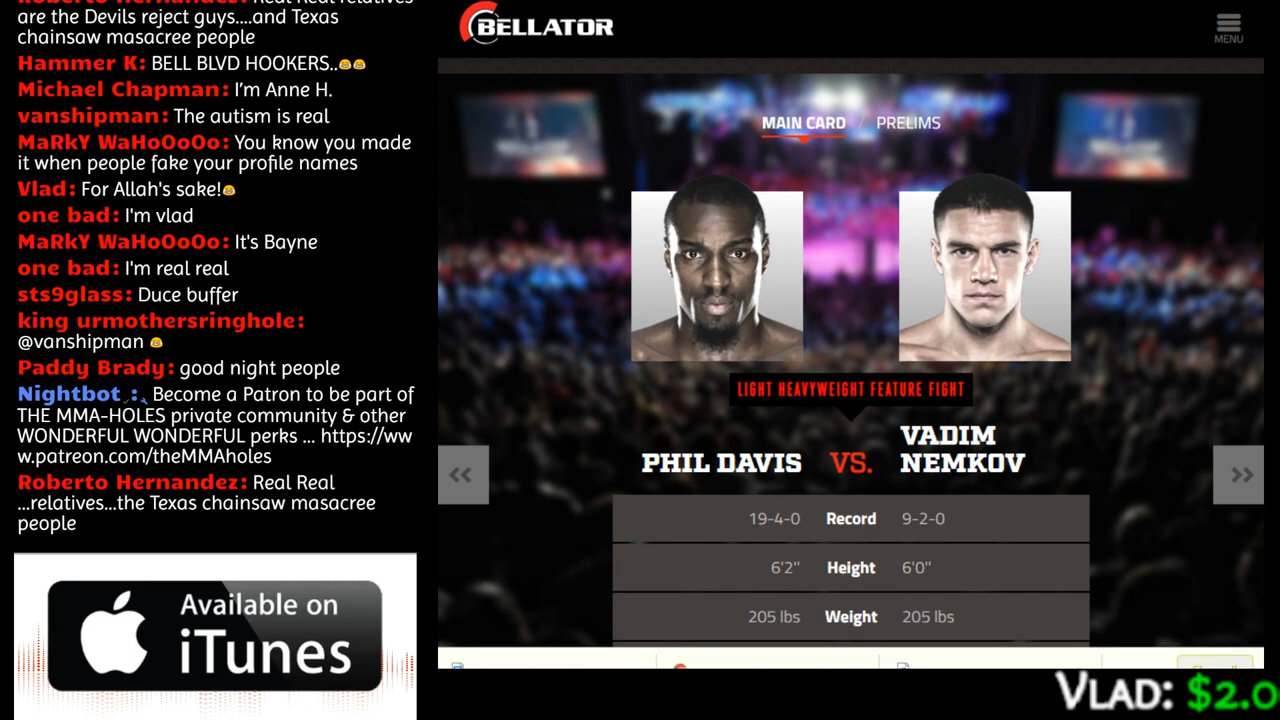 Roberto Hernandez: Real Real relatives
are the Devils reject guys....and Texas
chainsaw masacree people
Hammer K: BELL BLVD HOOKERS..
Michael Chapman: I'm Anne H.
vanshipman: The autism is real
MaRkY WaHoOoOo: You know you made
it when people fake your profile names
Vlad: For Allah's sake!
one bad: I'm vlad
MaRkY WaHoOoOo: It's Bayne
one bad: I'm real real
sts9glass: Duce buffer
king urmothersringhole:
@vanshipman
Paddy Brady: good night people
Nightbot : Become a Patron to be part of
THE MMA-HOLES private community & other
WONDERFUL WONDERFUL perks ... https://ww
w.patreon.com/theMMAholes
Roberto Hernandez: Real Real
...relatives...the Texas chainsaw masacree
people
Available on
iTunes
BELLATOR
MENU
MAIN CARD / PRELIMS
LIGHT HEAVYWEIGHT FEATURE FIGHT
PHIL DAVIS VS. VADIM
NEMKOV
19-4-0 Record 9-2-0
6'2" Height 6'0"
205 lbs Weight 205 lbs
VLAD: $2.0